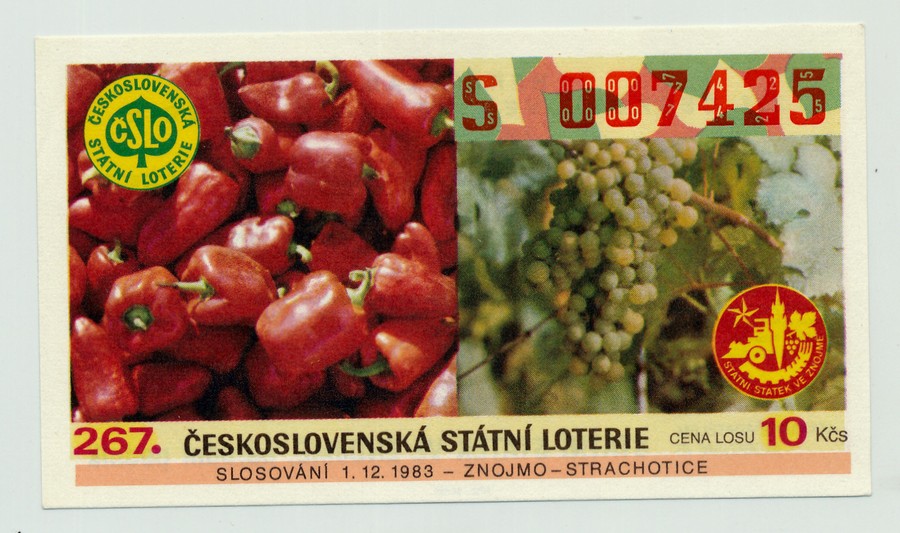 ČESKOSLOVENSKÁ
ČSLO
STÁTNÍ LOTERIE
S 007425
STÁTNÍ STATEK VE ZNOJMĚ
267. ČESKOSLOVENSKÁ STÁTNÍ LOTERIE CENA LOSU 10 Kčs
SLOSOVÁNÍ 1. 12. 1983 – ZNOJMO – STRACHOTICE